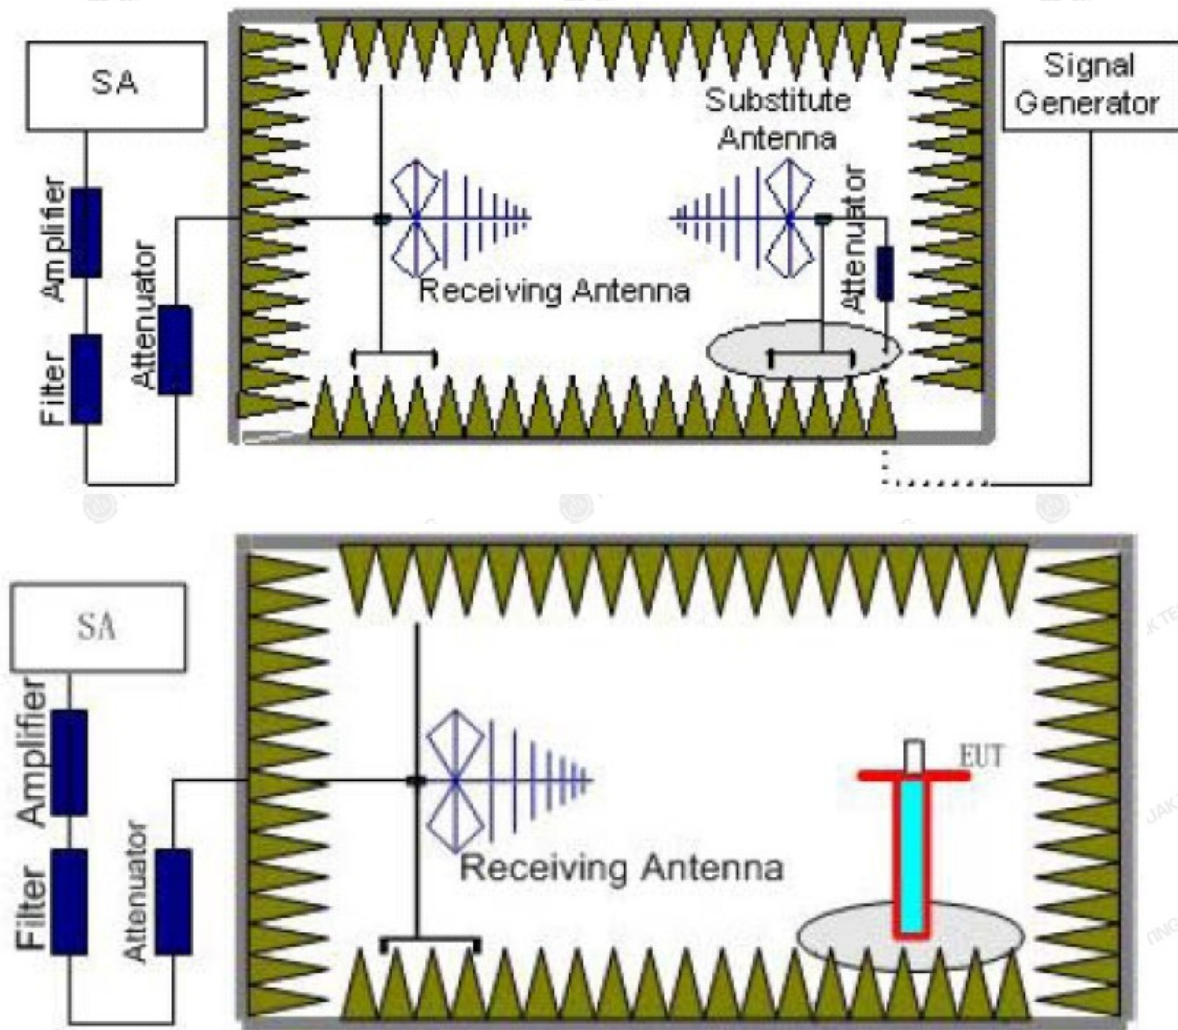 SA
Signal
Generator
Substitute
Antenna
Amplifier
Attenuator
Attenuator
Receiving Antenna
Filter
SA
Amplifier
EUT
Receiving Antenna
Attenuator
Filter